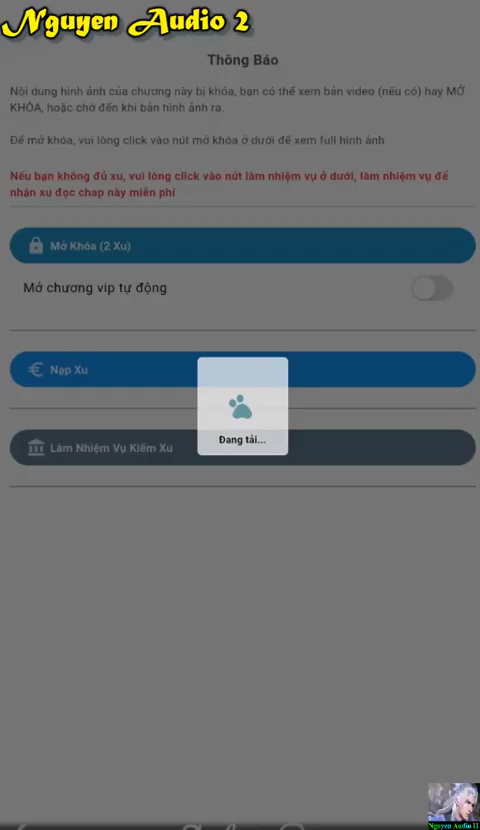 Nguyen Audio 2
Thông Báo
Nội dung hình ảnh của chương này bị khóa, bạn có thể xem bản video (nếu có) hay MỞ
KHÓA, hoặc chờ đến khi bản hình ảnh ra.
Để mở khóa, vui lòng click vào nút mở khóa ở dưới để xem full hình ảnh
Nếu bạn không đủ xu, vui lòng click vào nút làm nhiệm vụ ở dưới, làm nhiệm vụ để
nhận xu đọc chap này miễn phí
Mở Khóa (2 Xu)
Mở chương vip tự động
Nạp Xu
Đang tải...
Làm Nhiệm Vụ Kiếm Xu
Nguyen Audio II